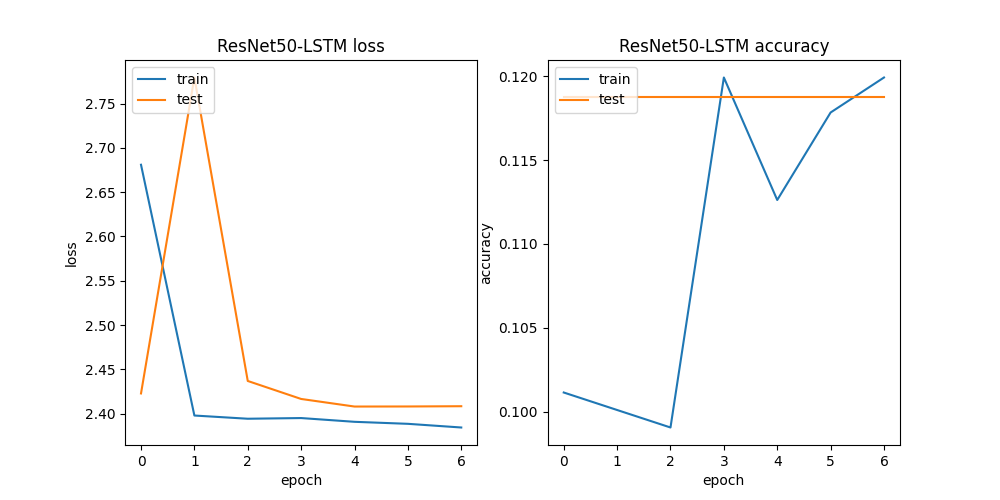 ResNet50-LSTM loss
train
test
2.75
2.70
2.65
2.60
2.55
2.50
2.45
2.40
loss
0 1 2 3 4 5 6
epoch
ResNet50-LSTM accuracy
train
test
0.120
0.115
0.110
0.105
0.100
accuracy
0 1 2 3 4 5 6
epoch